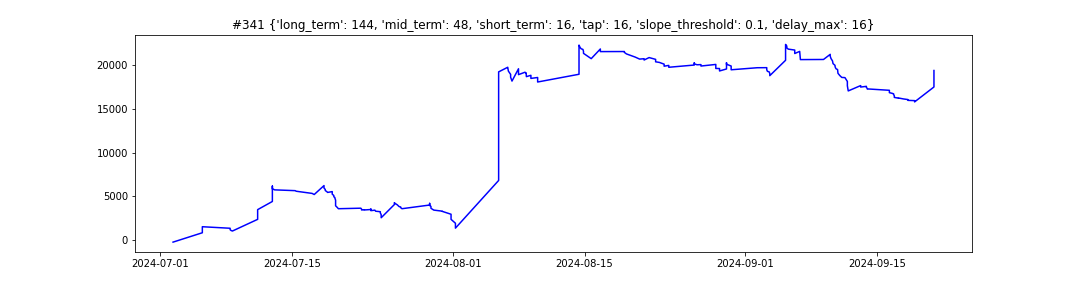 #341 {'long_term': 144, 'mid_term': 48, 'short_term': 16, 'tap': 16, 'slope_threshold': 0.1, 'delay_max': 16}
20000
15000
10000
5000
0
2024-07-01 2024-07-15 2024-08-01 2024-08-15 2024-09-01 2024-09-15